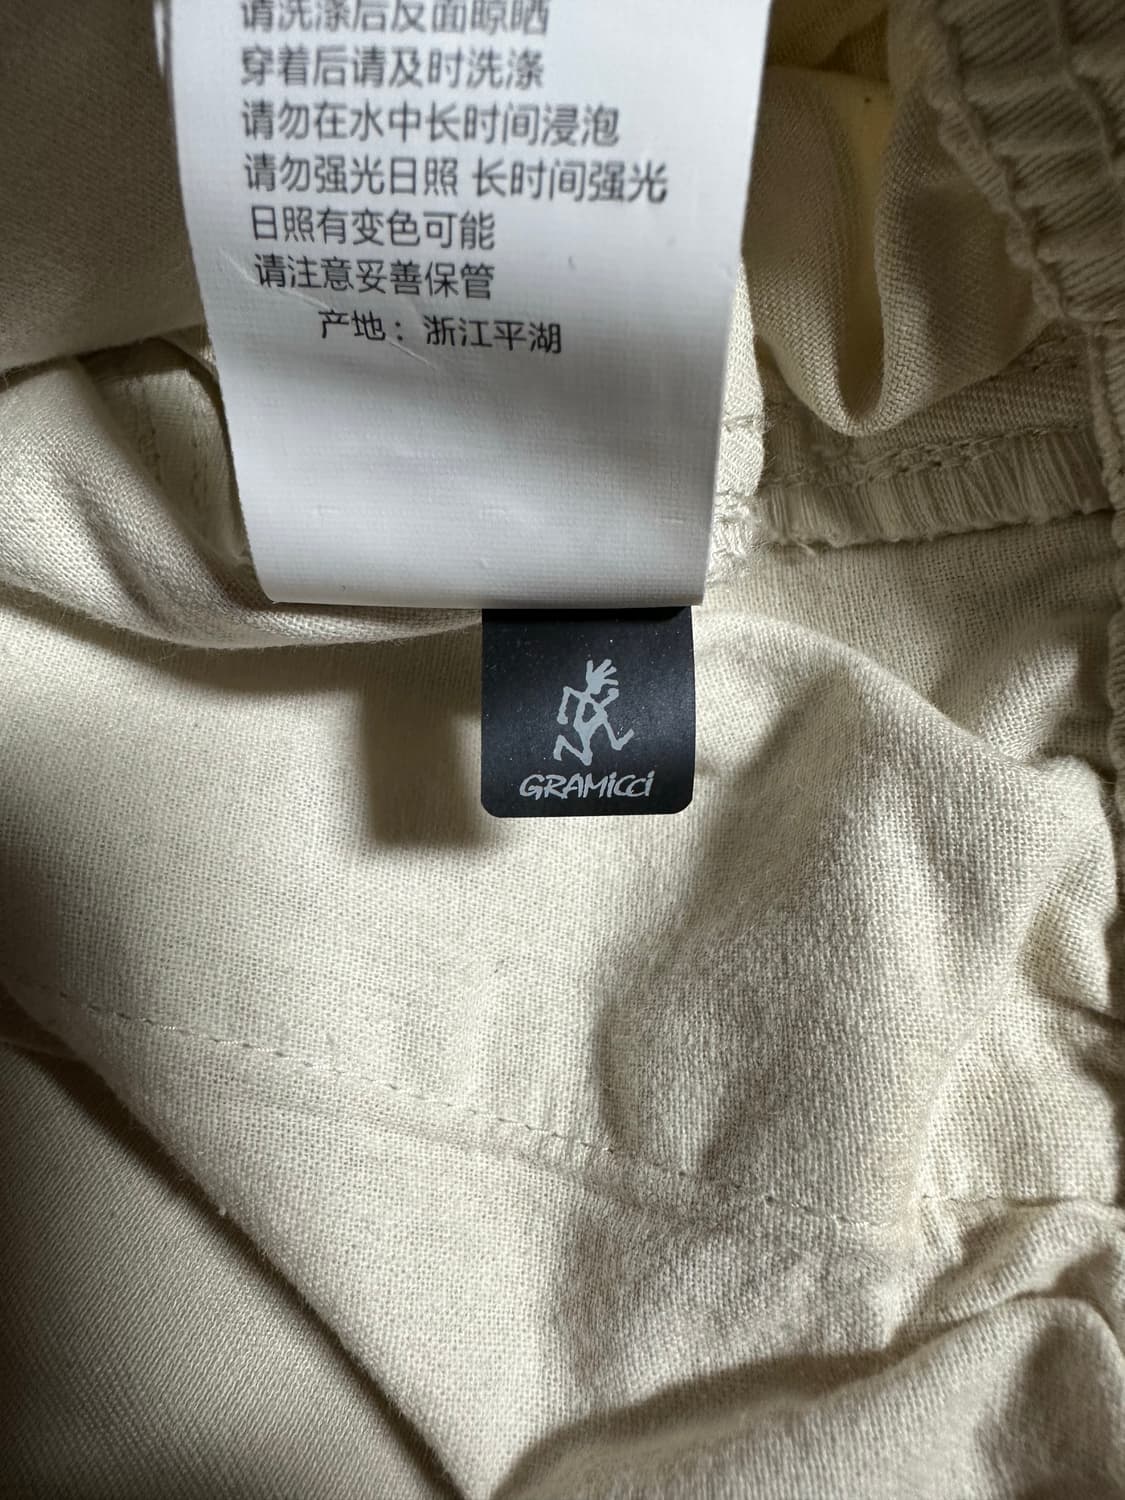 请洗涤后反面晾晒
穿着后请及时洗涤
请勿在水中长时间浸泡
请勿强光日照 长时间强光
日照有变色可能
请注意妥善保管
产地：浙江平湖
GRAMiCCi